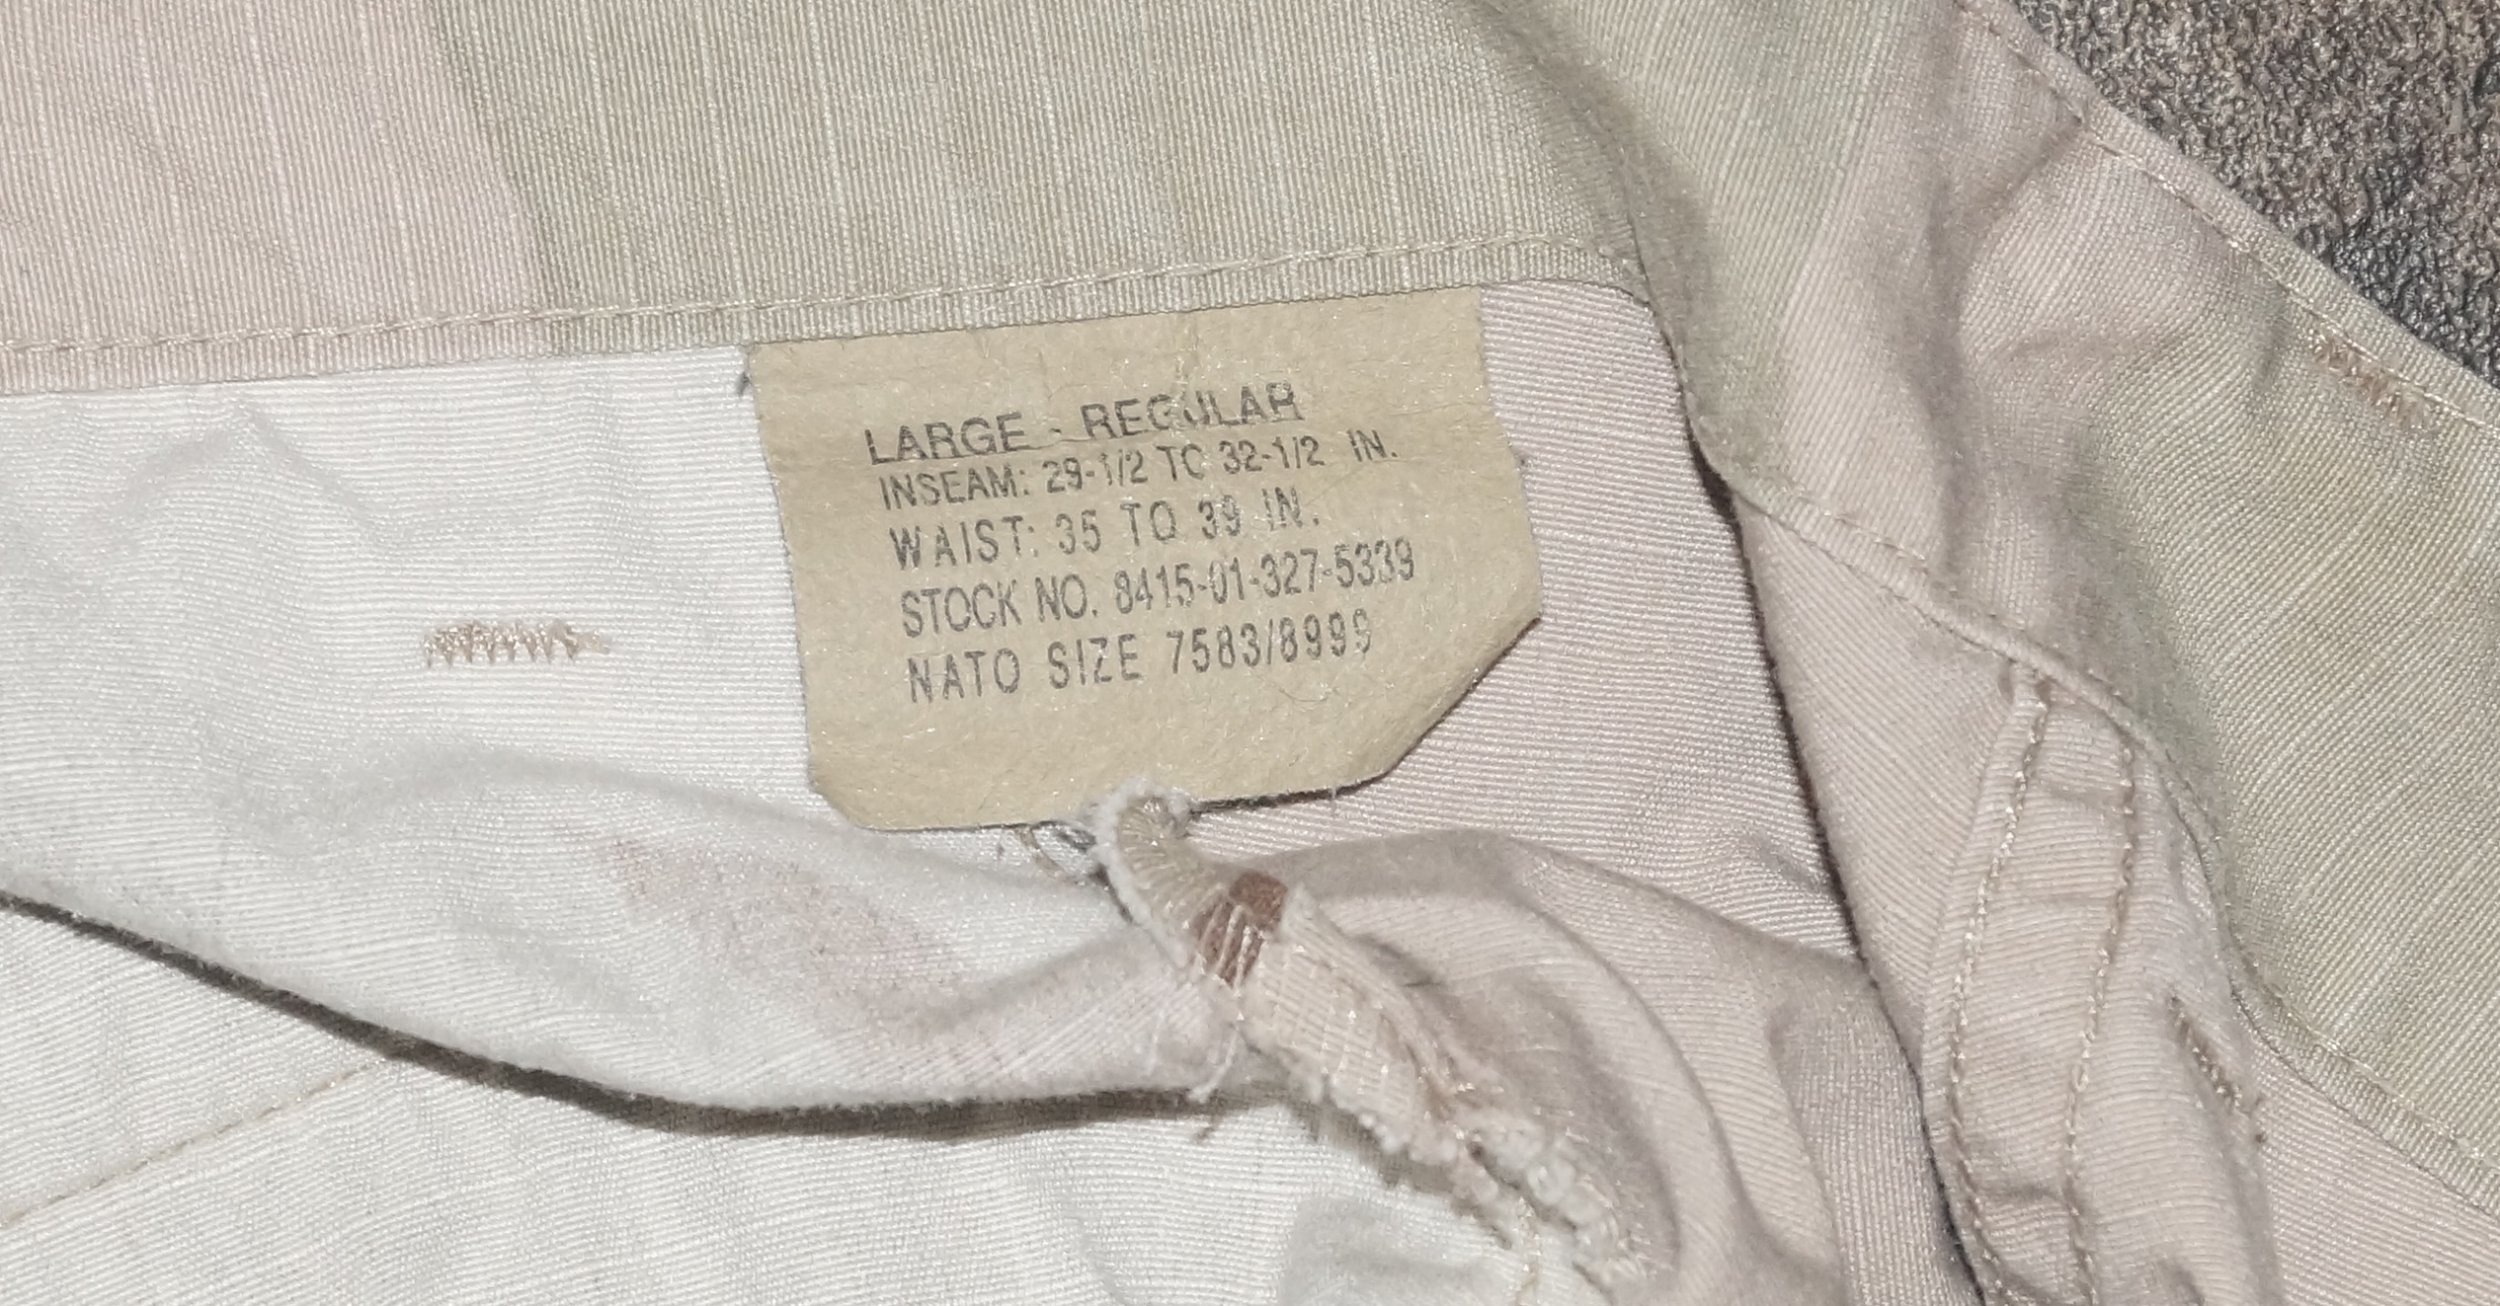 LARGE - REGULAR
INSEAM: 29-1/2 TO 32-1/2 IN.
WAIST: 35 TO 39 IN.
STOCK NO. 8415-01-327-5339
NATO SIZE 7583/8999